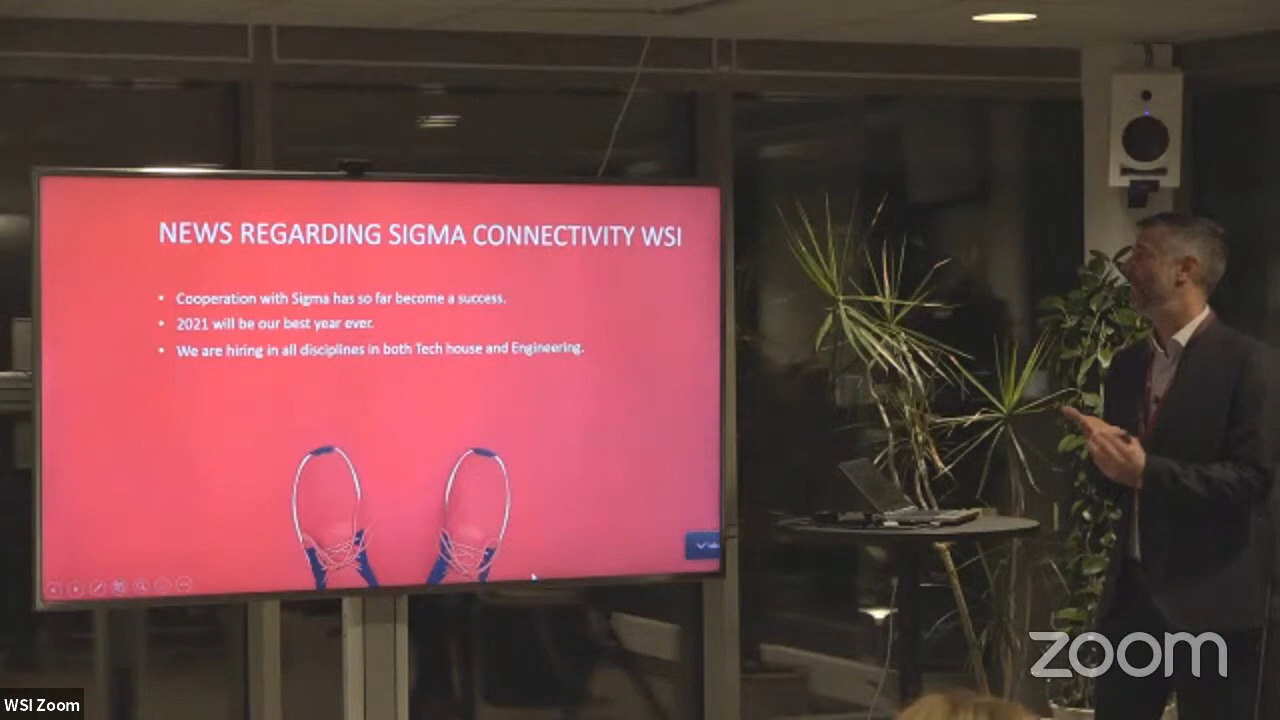 NEWS REGARDING SIGMA CONNECTIVITY WSI
• Cooperation with Sigma has so far become a success.
• 2021 will be our best year ever.
• We are hiring in all disciplines in both Tech house and Engineering.
zoom
WSI Zoom